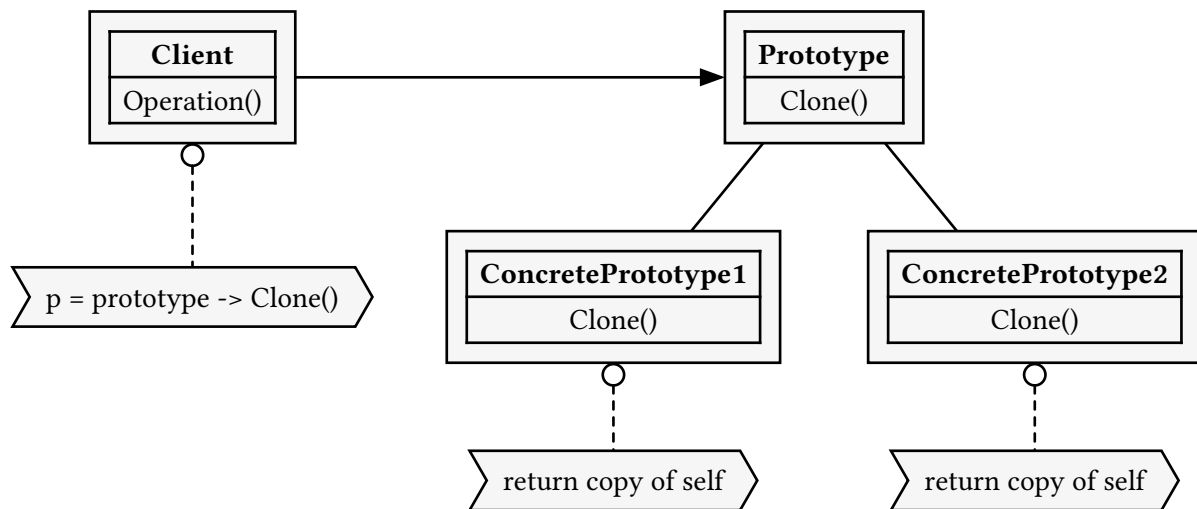 Client
Operation()
Prototype
Clone()
p = prototype -> Clone()
ConcretePrototype1
Clone()
ConcretePrototype2
Clone()
return copy of self
return copy of self